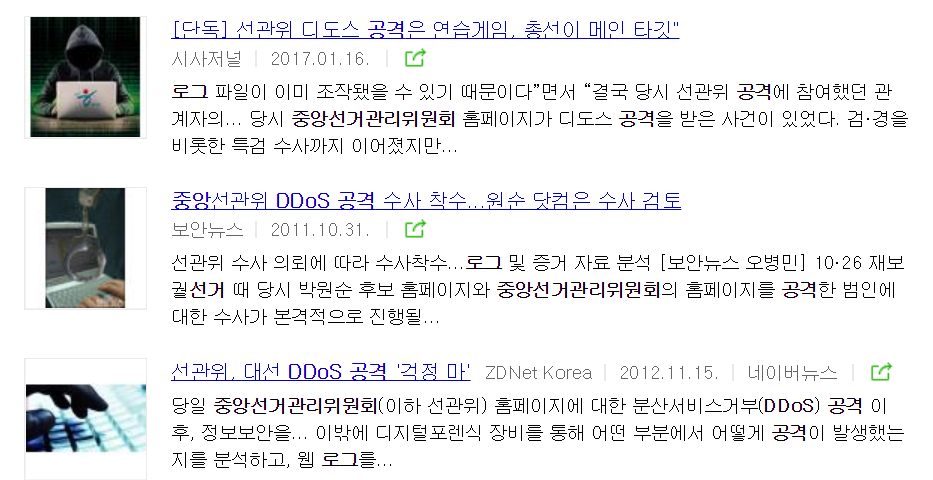 [단독] 선관위 디도스 공격은 연습게임, 총선이 메인 타깃"
시사저널 | 2017.01.16. |
로그 파일이 이미 조작됐을 수 있기 때문이다"면서 “결국 당시 선관위 공격에 참여했던 관
계자의... 당시 중앙선거관리위원회 홈페이지가 디도스 공격을 받은 사건이 있었다. 검·경을
비롯한 특검 수사까지 이어졌지만...
중앙선관위 DDoS 공격 수사 착수...원순 닷컴은 수사 검토
보안뉴스 | 2011.10.31. |
선관위 수사 의뢰에 따라 수사착수...로그 및 증거 자료 분석 [보안뉴스 오병민] 10·26 재보
궐선거 때 당시 박원순 후보 홈페이지와 중앙선거관리위원회의 홈페이지를 공격한 범인에
대한 수사가 본격적으로 진행될...
선관위, 대선 DDoS 공격 '걱정 마' ZDNet Korea | 2012.11.15. | 네이버뉴스 |
당일 중앙선거관리위원회(이하 선관위) 홈페이지에 대한 분산서비스거부(DDoS) 공격 이
후, 정보보안을... 이밖에 디지털포렌식 장비를 통해 어떤 부분에서 어떻게 공격이 발생했는
지를 분석하고, 웹 로그를...